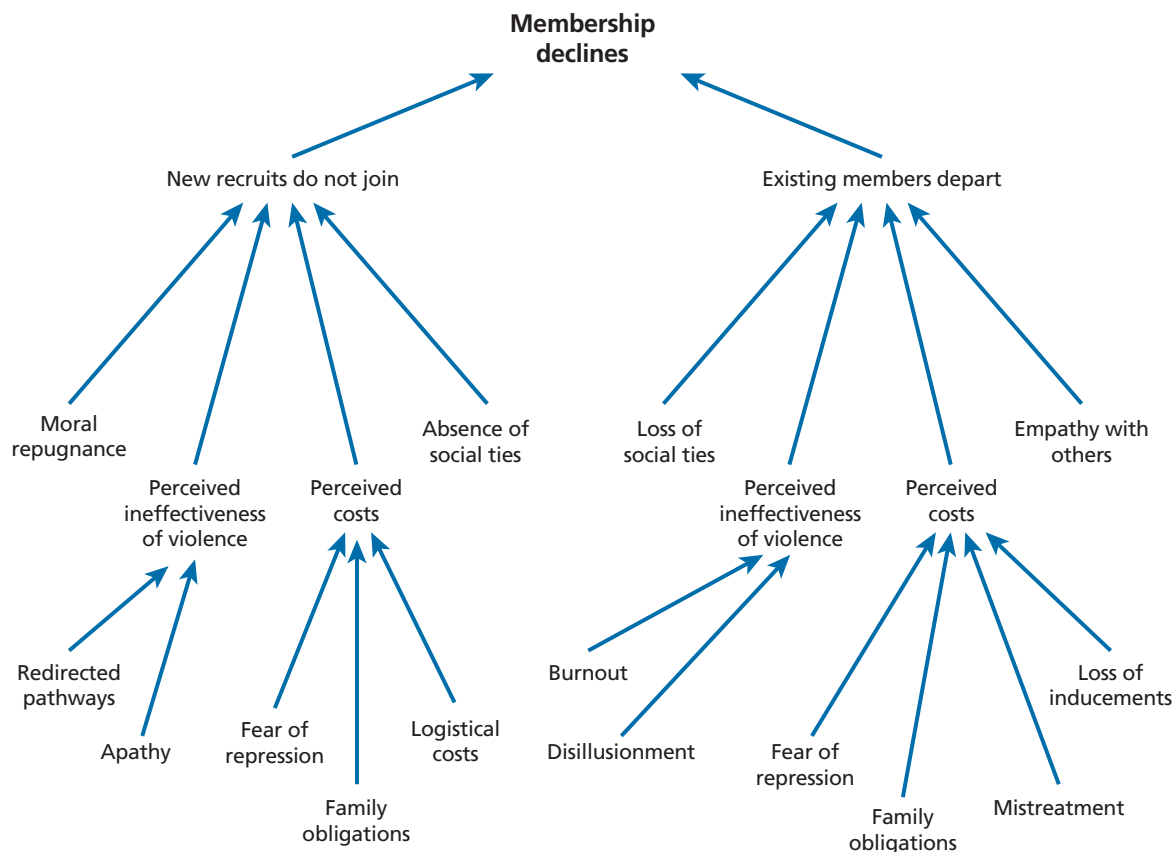 Membership
declines
New recruits do not join
Existing members depart
Moral
repugnance
Absence of
social ties
Loss of
social ties
Empathy with
others
Perceived
ineffectiveness
of violence
Perceived
costs
Perceived
ineffectiveness
of violence
Perceived
costs
Redirected
pathways
Apathy
Fear of
repression
Family
obligations
Logistical
costs
Burnout
Disillusionment
Fear of
repression
Family
obligations
Mistreatment
Loss of
inducements